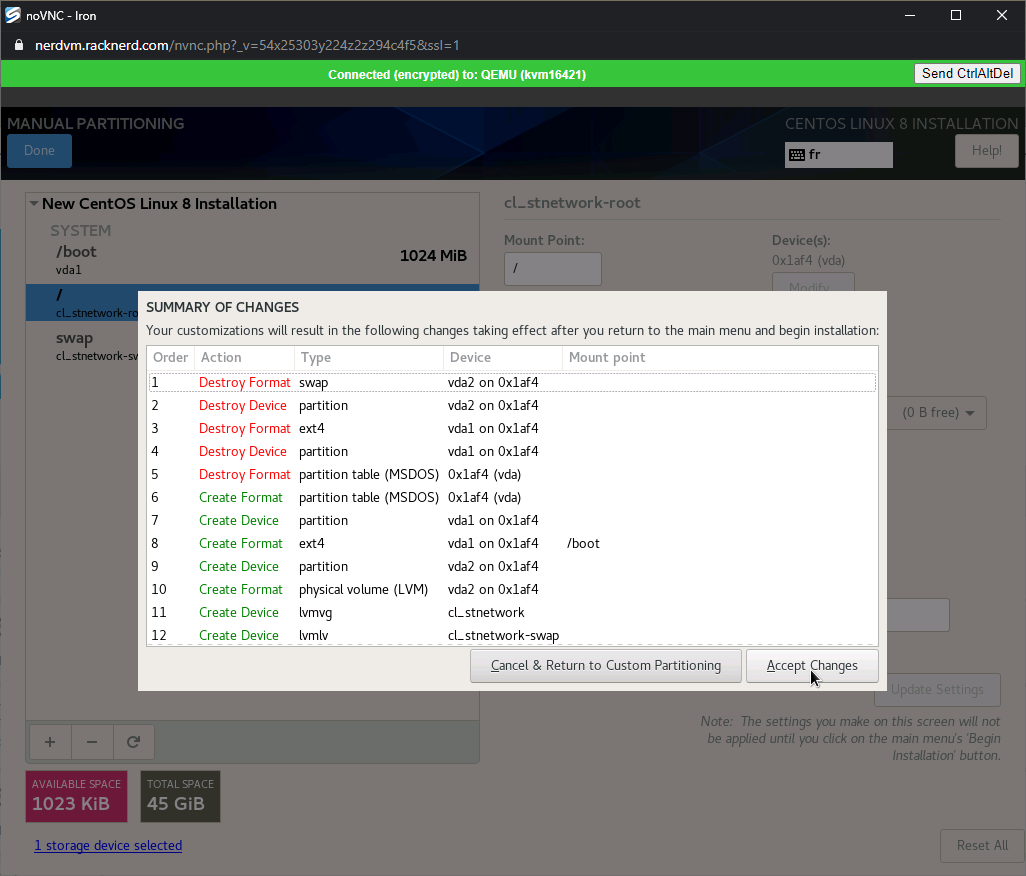 noVNC - Iron
nerdvm.racknerd.com/nvnc.php?_v=54x25303y224z2z294c4f5&ssl=1
Connected (encrypted) to: QEMU (kvm16421)
Send CtrlAltDel
MANUAL PARTITIONING
CENTOS LINUX 8 INSTALLATION
Done
fr
Help!
New CentOS Linux 8 Installation
SYSTEM
/boot
1024 MiB
vda1
/
cl_stnetwork-ro
swap
cl_stnetwork-sw
cl_stnetwork-root
Mount Point:
Device(s):
/
0x1af4 (vda)
Modify...
(0 B free)
SUMMARY OF CHANGES
Your customizations will result in the following changes taking effect after you return to the main menu and begin installation:
Order Action Type Device Mount point
1 Destroy Format swap vda2 on 0x1af4
2 Destroy Device partition vda2 on 0x1af4
3 Destroy Format ext4 vda1 on 0x1af4
4 Destroy Device partition vda1 on 0x1af4
5 Destroy Format partition table (MSDOS) 0x1af4 (vda)
6 Create Format partition table (MSDOS) 0x1af4 (vda)
7 Create Device partition vda1 on 0x1af4
8 Create Format ext4 vda1 on 0x1af4 /boot
9 Create Device partition vda2 on 0x1af4
10 Create Format physical volume (LVM) vda2 on 0x1af4
11 Create Device lvmvg cl_stnetwork
12 Create Device lvmlv cl_stnetwork-swap
Cancel & Return to Custom Partitioning
Accept Changes
Update Settings
Note: The settings you make on this screen will not
be applied until you click on the main menu's 'Begin
Installation' button.
+ −
AVAILABLE SPACE
1023 KiB
TOTAL SPACE
45 GiB
1 storage device selected
Reset All